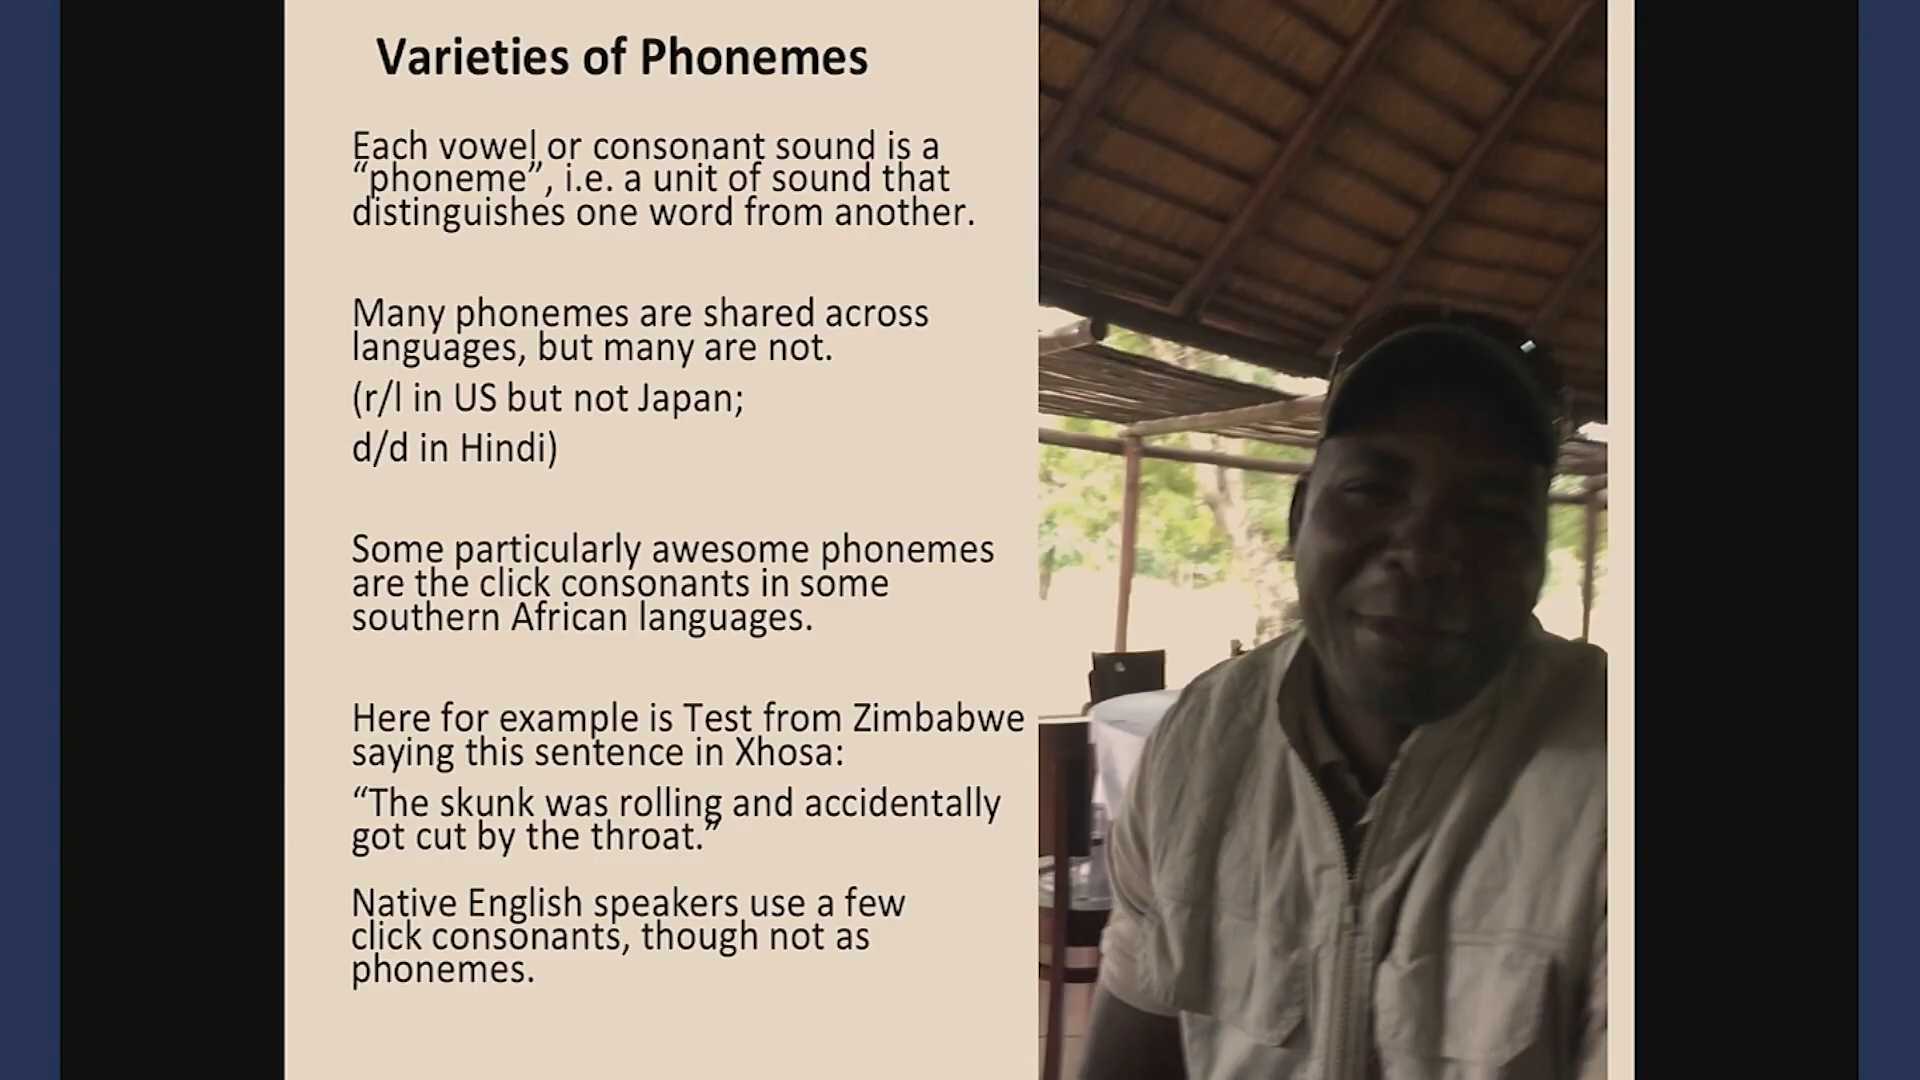 Varieties of Phonemes
Each vowel or consonant sound is a
“phoneme”, i.e. a unit of sound that
distinguishes one word from another.
Many phonemes are shared across
languages, but many are not.
(r/l in US but not Japan;
d/d in Hindi)
Some particularly awesome phonemes
are the click consonants in some
southern African languages.
Here for example is Test from Zimbabwe
saying this sentence in Xhosa:
“The skunk was rolling and accidentally
got cut by the throat.”
Native English speakers use a few
click consonants, though not as
phonemes.